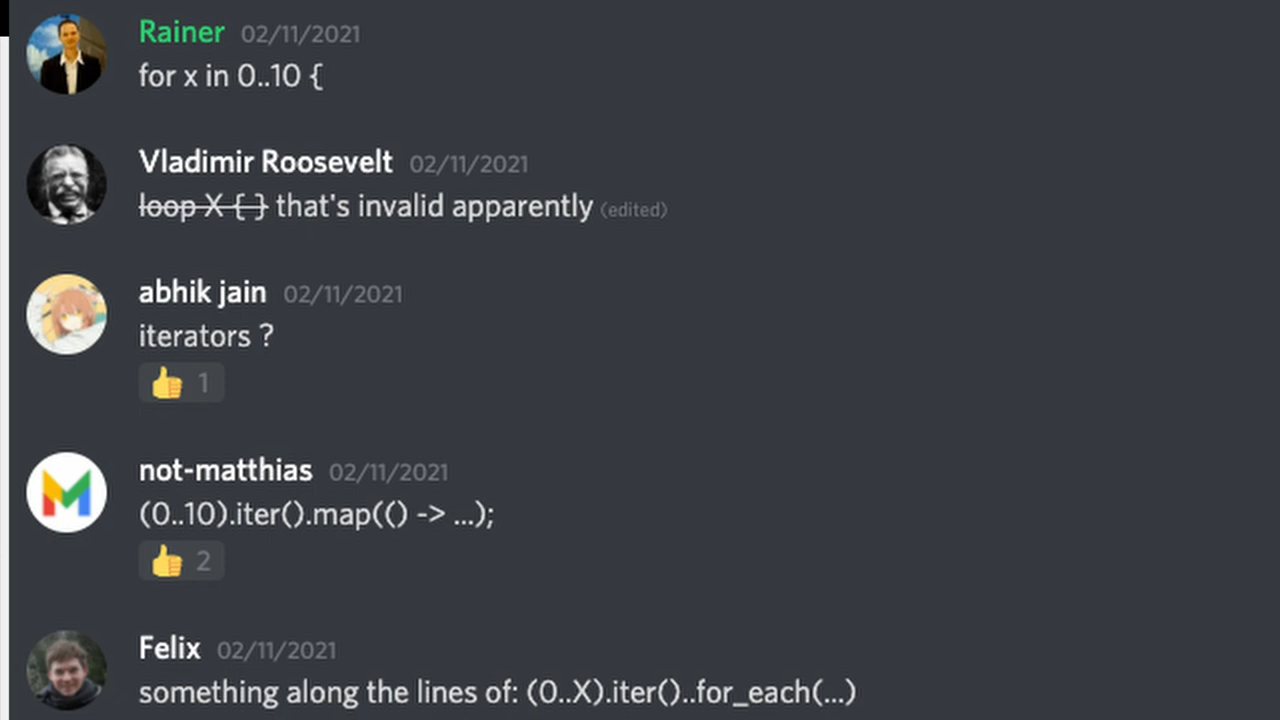 Rainer 02/11/2021
for x in 0..10 {
Vladimir Roosevelt 02/11/2021
loop X { } that's invalid apparently (edited)
abhik jain 02/11/2021
iterators ?
👍 1
not-matthias 02/11/2021
(0..10).iter().map(() -> ...);
👍 2
Felix 02/11/2021
something along the lines of: (0..X).iter()..for_each(...)